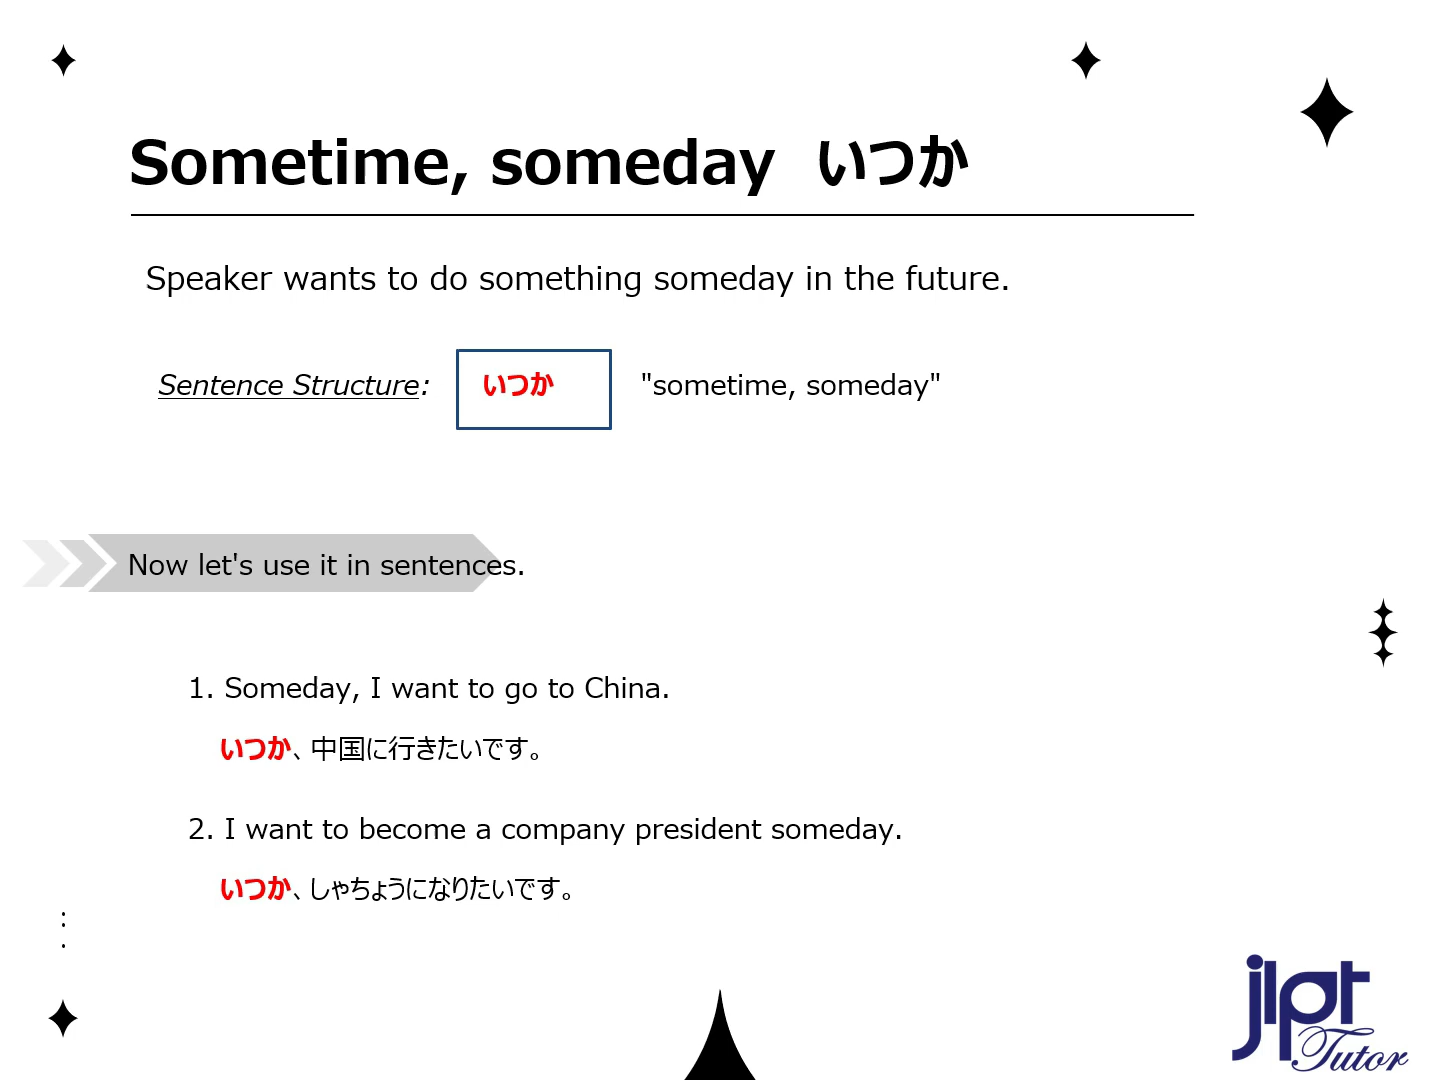 Sometime, someday いつか
Speaker wants to do something someday in the future.
Sentence Structure: いつか "sometime, someday"
Now let's use it in sentences.
1. Someday, I want to go to China.
いつか、中国に行きたいです。
2. I want to become a company president someday.
いつか、しゃちょうになりたいです。
jlpt
Tutor